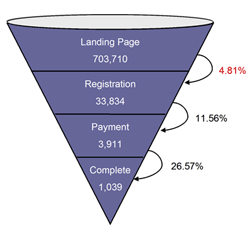 Landing Page
703,710
4.81%
Registration
33,834
11.56%
Payment
3,911
26.57%
Complete
1,039